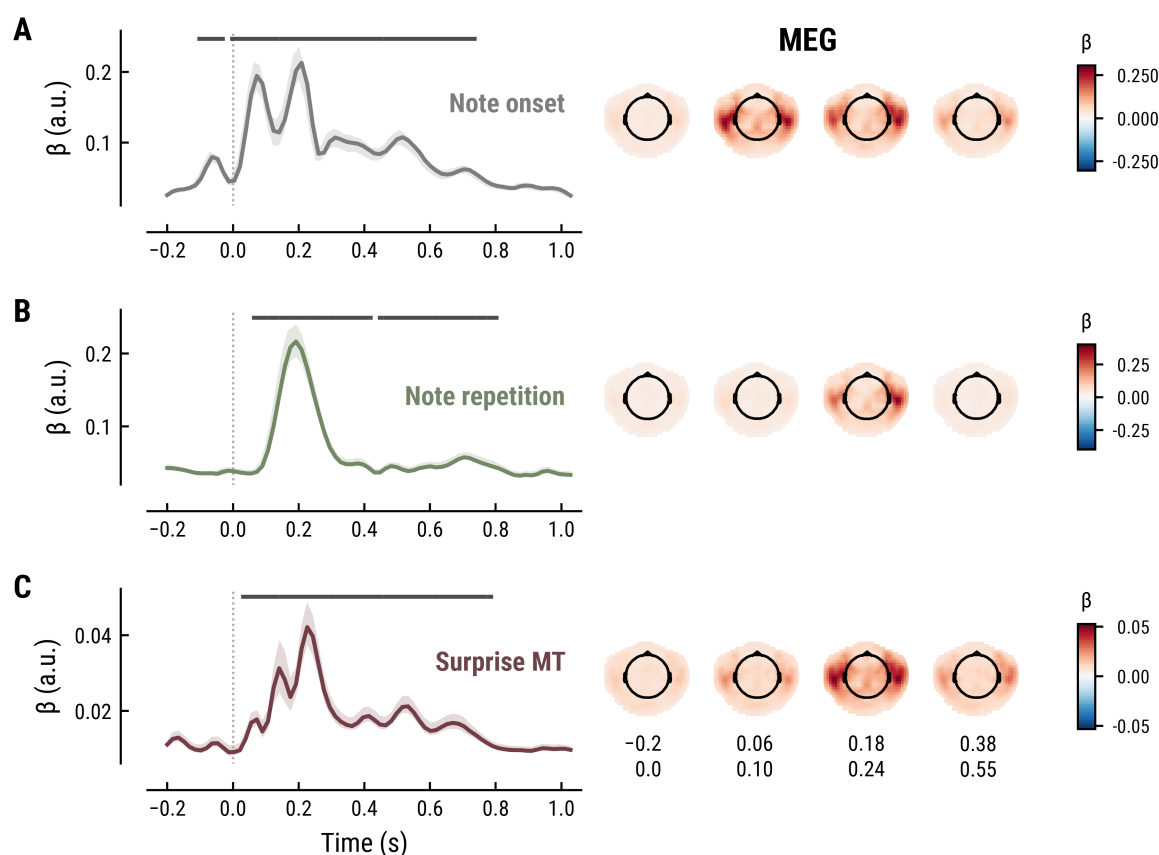 A
MEG
β (a.u.)
0.2
0.1
Note onset
β
0.250
0.000
-0.250
−0.2 0.0 0.2 0.4 0.6 0.8 1.0
B
β (a.u.)
0.2
0.1
Note repetition
β
0.25
0.00
-0.25
−0.2 0.0 0.2 0.4 0.6 0.8 1.0
C
β (a.u.)
0.04
0.02
Surprise MT
β
0.05
0.00
-0.05
−0.2 0.06 0.18 0.38
0.0 0.10 0.24 0.55
−0.2 0.0 0.2 0.4 0.6 0.8 1.0
Time (s)